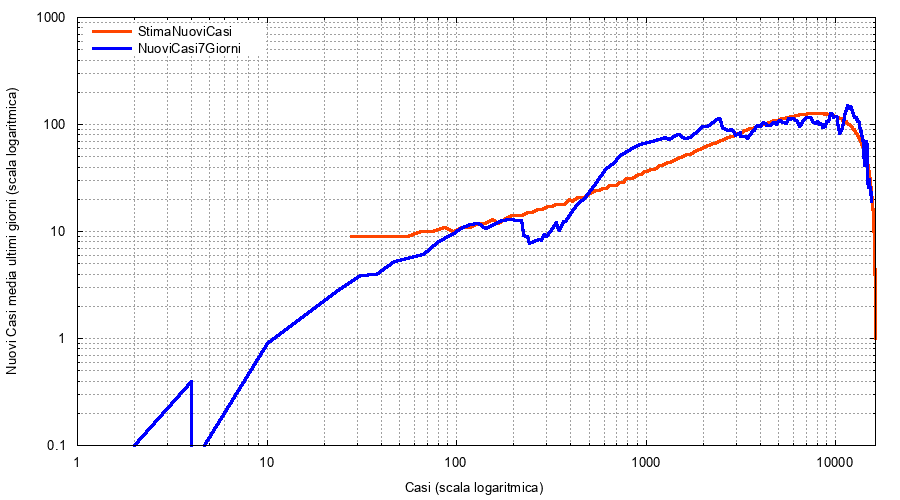 1000
100
10
1
0.1
StimaNuoviCasi
NuoviCasi7Giorni
Nuovi Casi media ultimi giorni (scala logaritmica)
1 10 100 1000 10000
Casi (scala logaritmica)